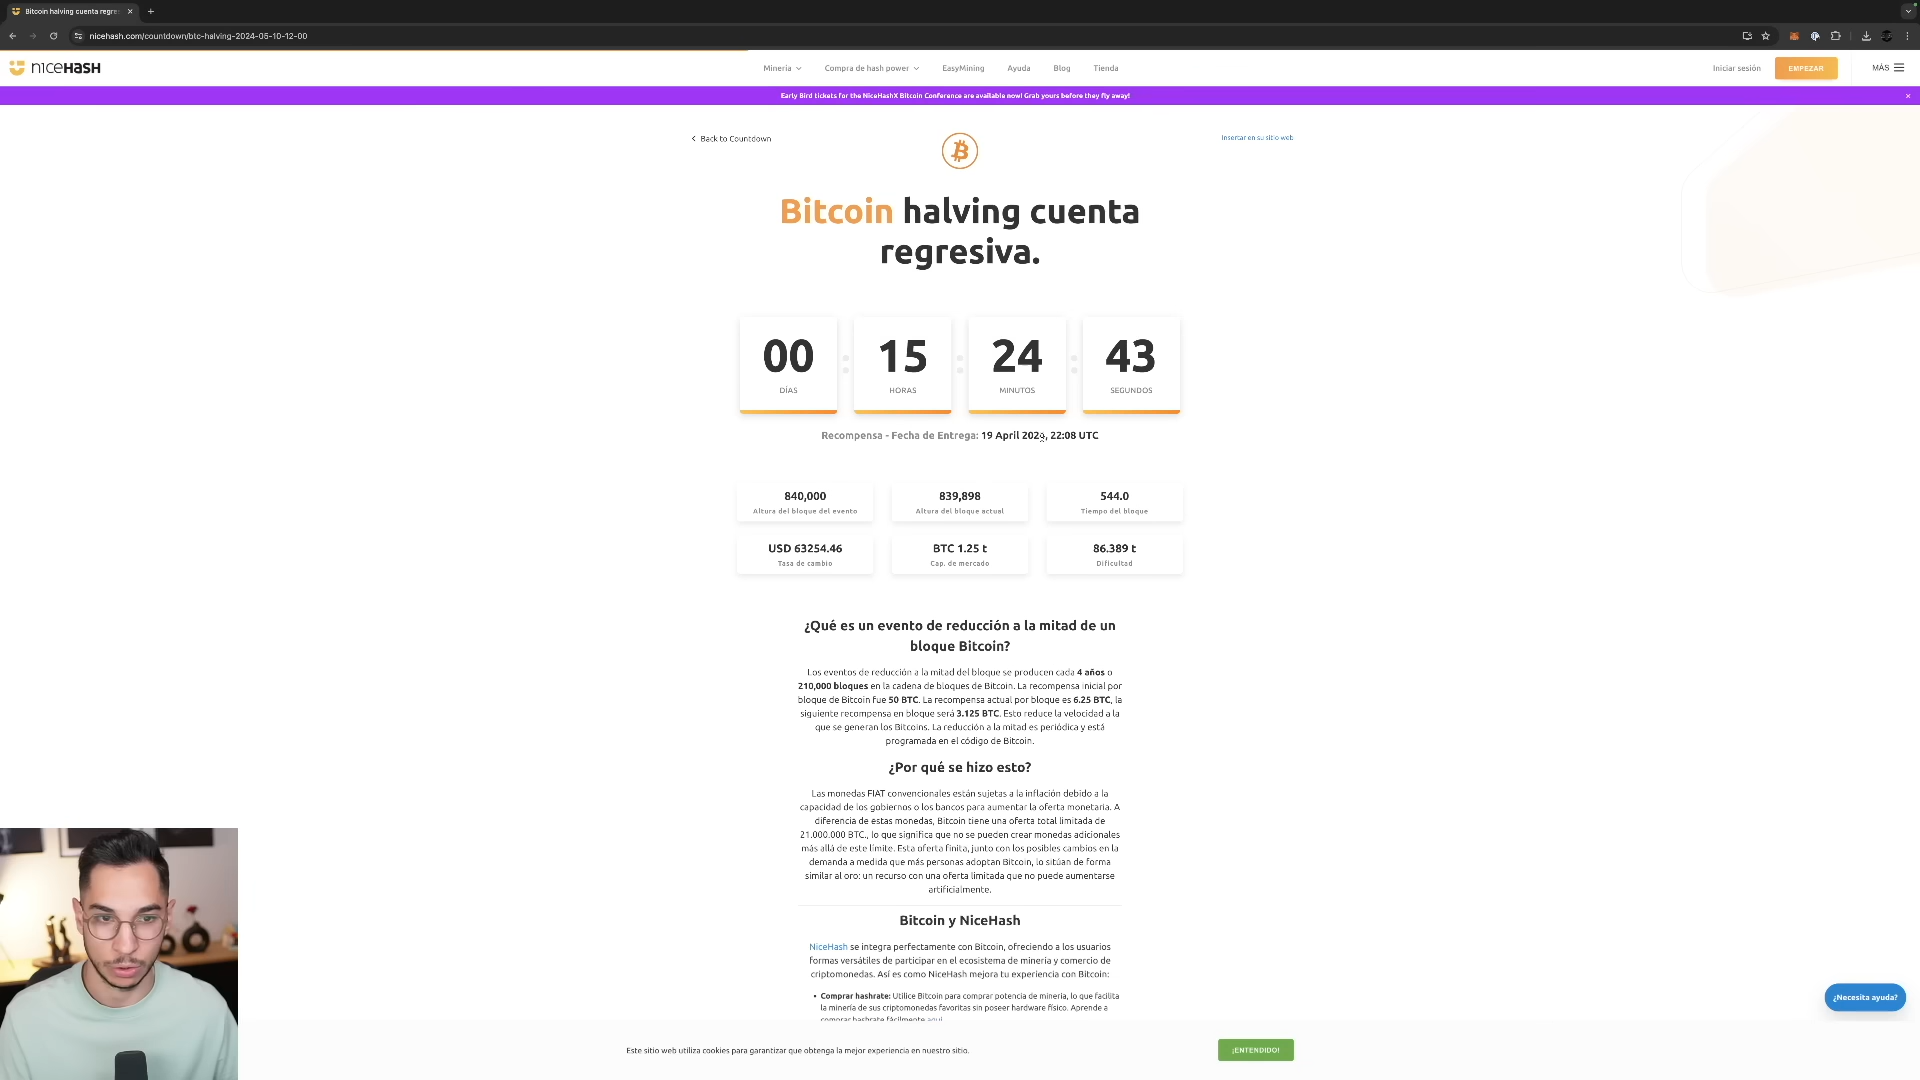 Bitcoin halving cuenta regre
nicehash.com/countdown/btc-halving-2024-05-10-12-00
niceHASH
Minería
Compra de hash power
EasyMining
Ayuda
Blog
Tienda
Iniciar sesión
EMPEZAR
MÁS
Early Bird tickets for the NiceHashX Bitcoin Conference are available now! Grab yours before they fly away!
Back to Countdown
Insertar en su sitio web
Bitcoin halving cuenta
regresiva.
00
15
24
43
DÍAS
HORAS
MINUTOS
SEGUNDOS
Recompensa - Fecha de Entrega: 19 April 2024, 22:08 UTC
840,000
Altura del bloque del evento
839,898
Altura del bloque actual
544.0
Tiempo del bloque
USD 63254.46
Tasa de cambio
BTC 1.25 t
Cap. de mercado
86.389 t
Dificultad
¿Qué es un evento de reducción a la mitad de un
bloque Bitcoin?
Los eventos de reducción a la mitad del bloque se producen cada 4 años o
210,000 bloques en la cadena de bloques de Bitcoin. La recompensa inicial por
bloque de Bitcoin fue 50 BTC. La recompensa actual por bloque es 6.25 BTC, la
siguiente recompensa en bloque será 3.125 BTC. Esto reduce la velocidad a la
que se generan los Bitcoins. La reducción a la mitad es periódica y está
programada en el código de Bitcoin.
¿Por qué se hizo esto?
Las monedas FIAT convencionales están sujetas a la inflación debido a la
capacidad de los gobiernos o los bancos para aumentar la oferta monetaria. A
diferencia de estas monedas, Bitcoin tiene una oferta total limitada de
21.000.000 BTC., lo que significa que no se pueden crear monedas adicionales
más allá de este límite. Esta oferta finita, junto con los posibles cambios en la
demanda a medida que más personas adoptan Bitcoin, lo sitúan de forma
similar al oro: un recurso con una oferta limitada que no puede aumentarse
artificialmente.
Bitcoin y NiceHash
NiceHash se integra perfectamente con Bitcoin, ofreciendo a los usuarios
formas versátiles de participar en el ecosistema de minería y comercio de
criptomonedas. Así es como NiceHash mejora tu experiencia con Bitcoin:
• Comprar hashrate: Utilice Bitcoin para comprar potencia de minería, lo que facilita
la minería de sus criptomonedas favoritas sin poseer hardware físico. Aprende a
comprar hashrate fácilmente aquí
¿Necesita ayuda?
Este sitio web utiliza cookies para garantizar que obtenga la mejor experiencia en nuestro sitio.
¡ENTENDIDO!